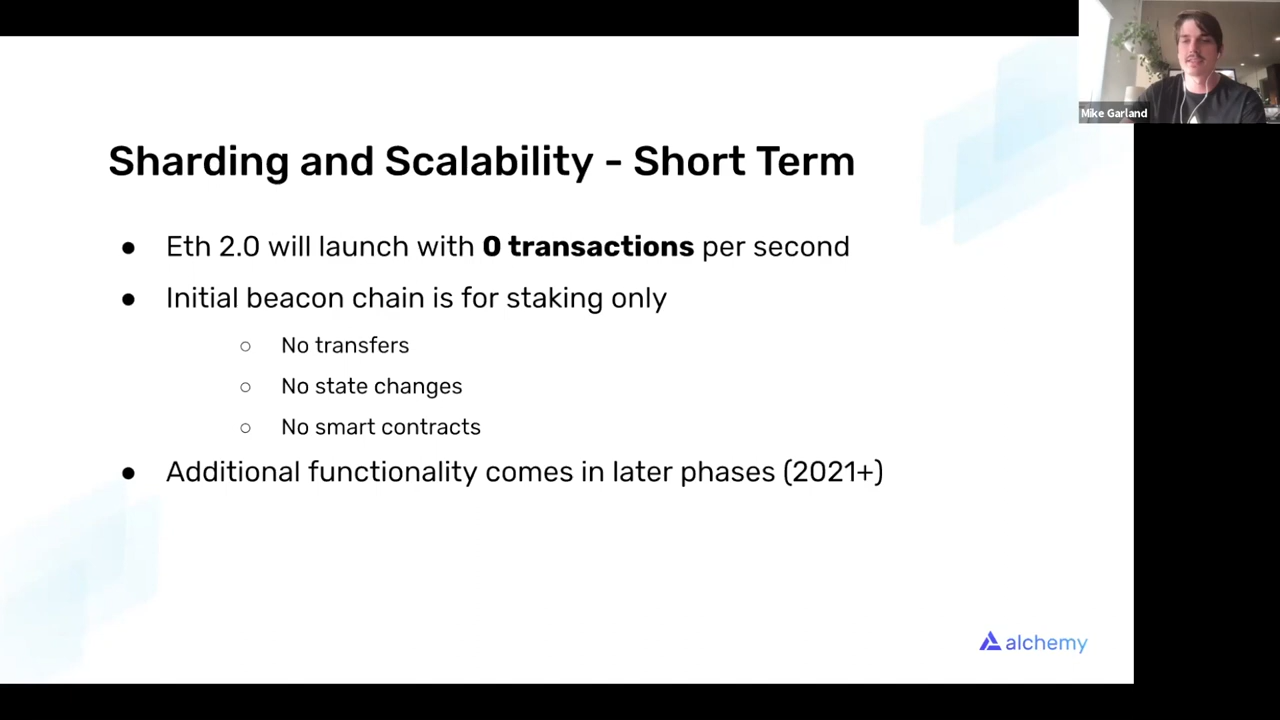 Mike Garland
Sharding and Scalability - Short Term
● Eth 2.0 will launch with 0 transactions per second
● Initial beacon chain is for staking only
○ No transfers
○ No state changes
○ No smart contracts
● Additional functionality comes in later phases (2021+)
alchemy